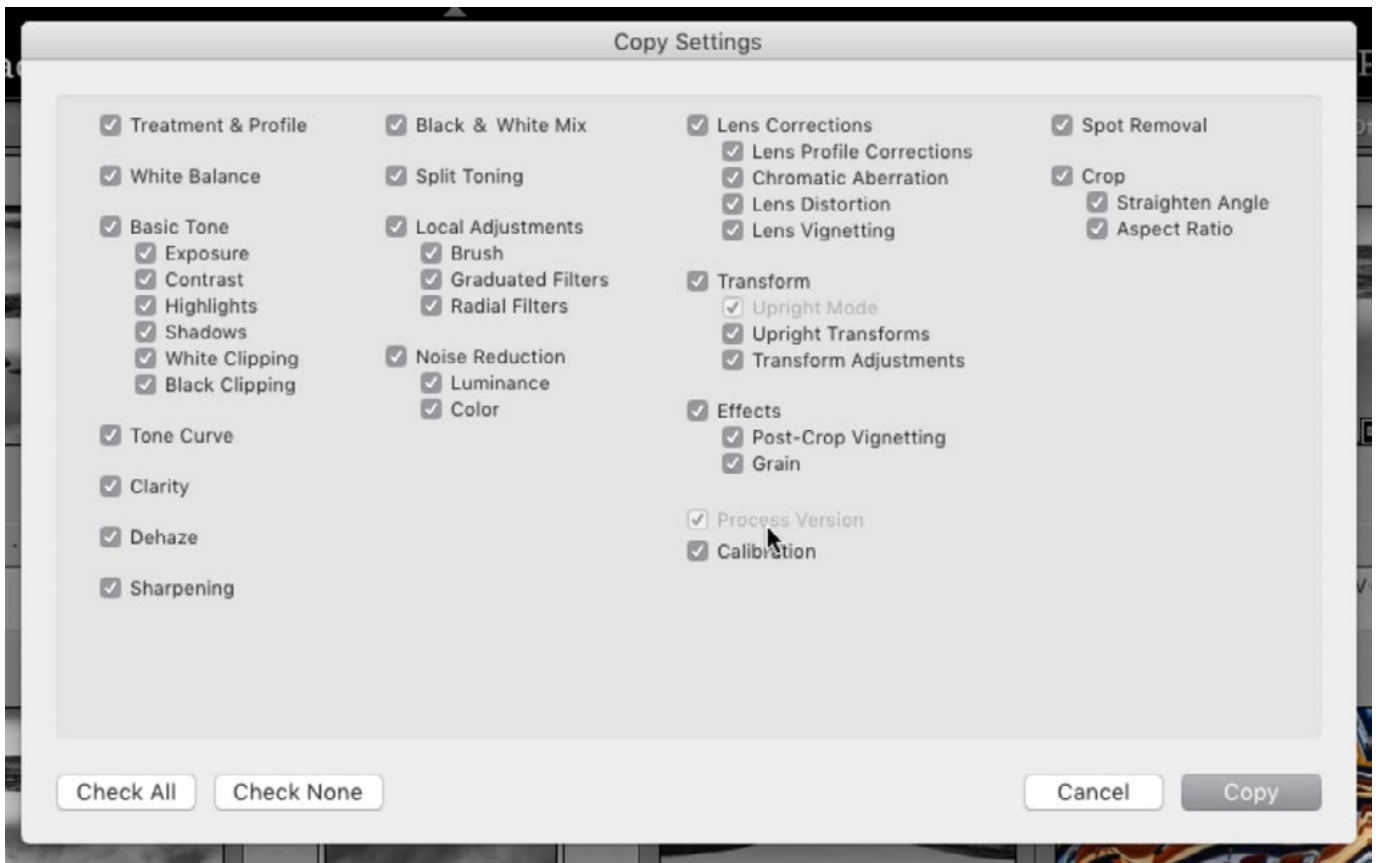 Copy Settings
Treatment & Profile
White Balance
Basic Tone
Exposure
Contrast
Highlights
Shadows
White Clipping
Black Clipping
Tone Curve
Clarity
Dehaze
Sharpening
Black & White Mix
Split Toning
Local Adjustments
Brush
Graduated Filters
Radial Filters
Noise Reduction
Luminance
Color
Lens Corrections
Lens Profile Corrections
Chromatic Aberration
Lens Distortion
Lens Vignetting
Transform
Upright Mode
Upright Transforms
Transform Adjustments
Effects
Post-Crop Vignetting
Grain
Process Version
Calibration
Spot Removal
Crop
Straighten Angle
Aspect Ratio
Check All
Check None
Cancel
Copy